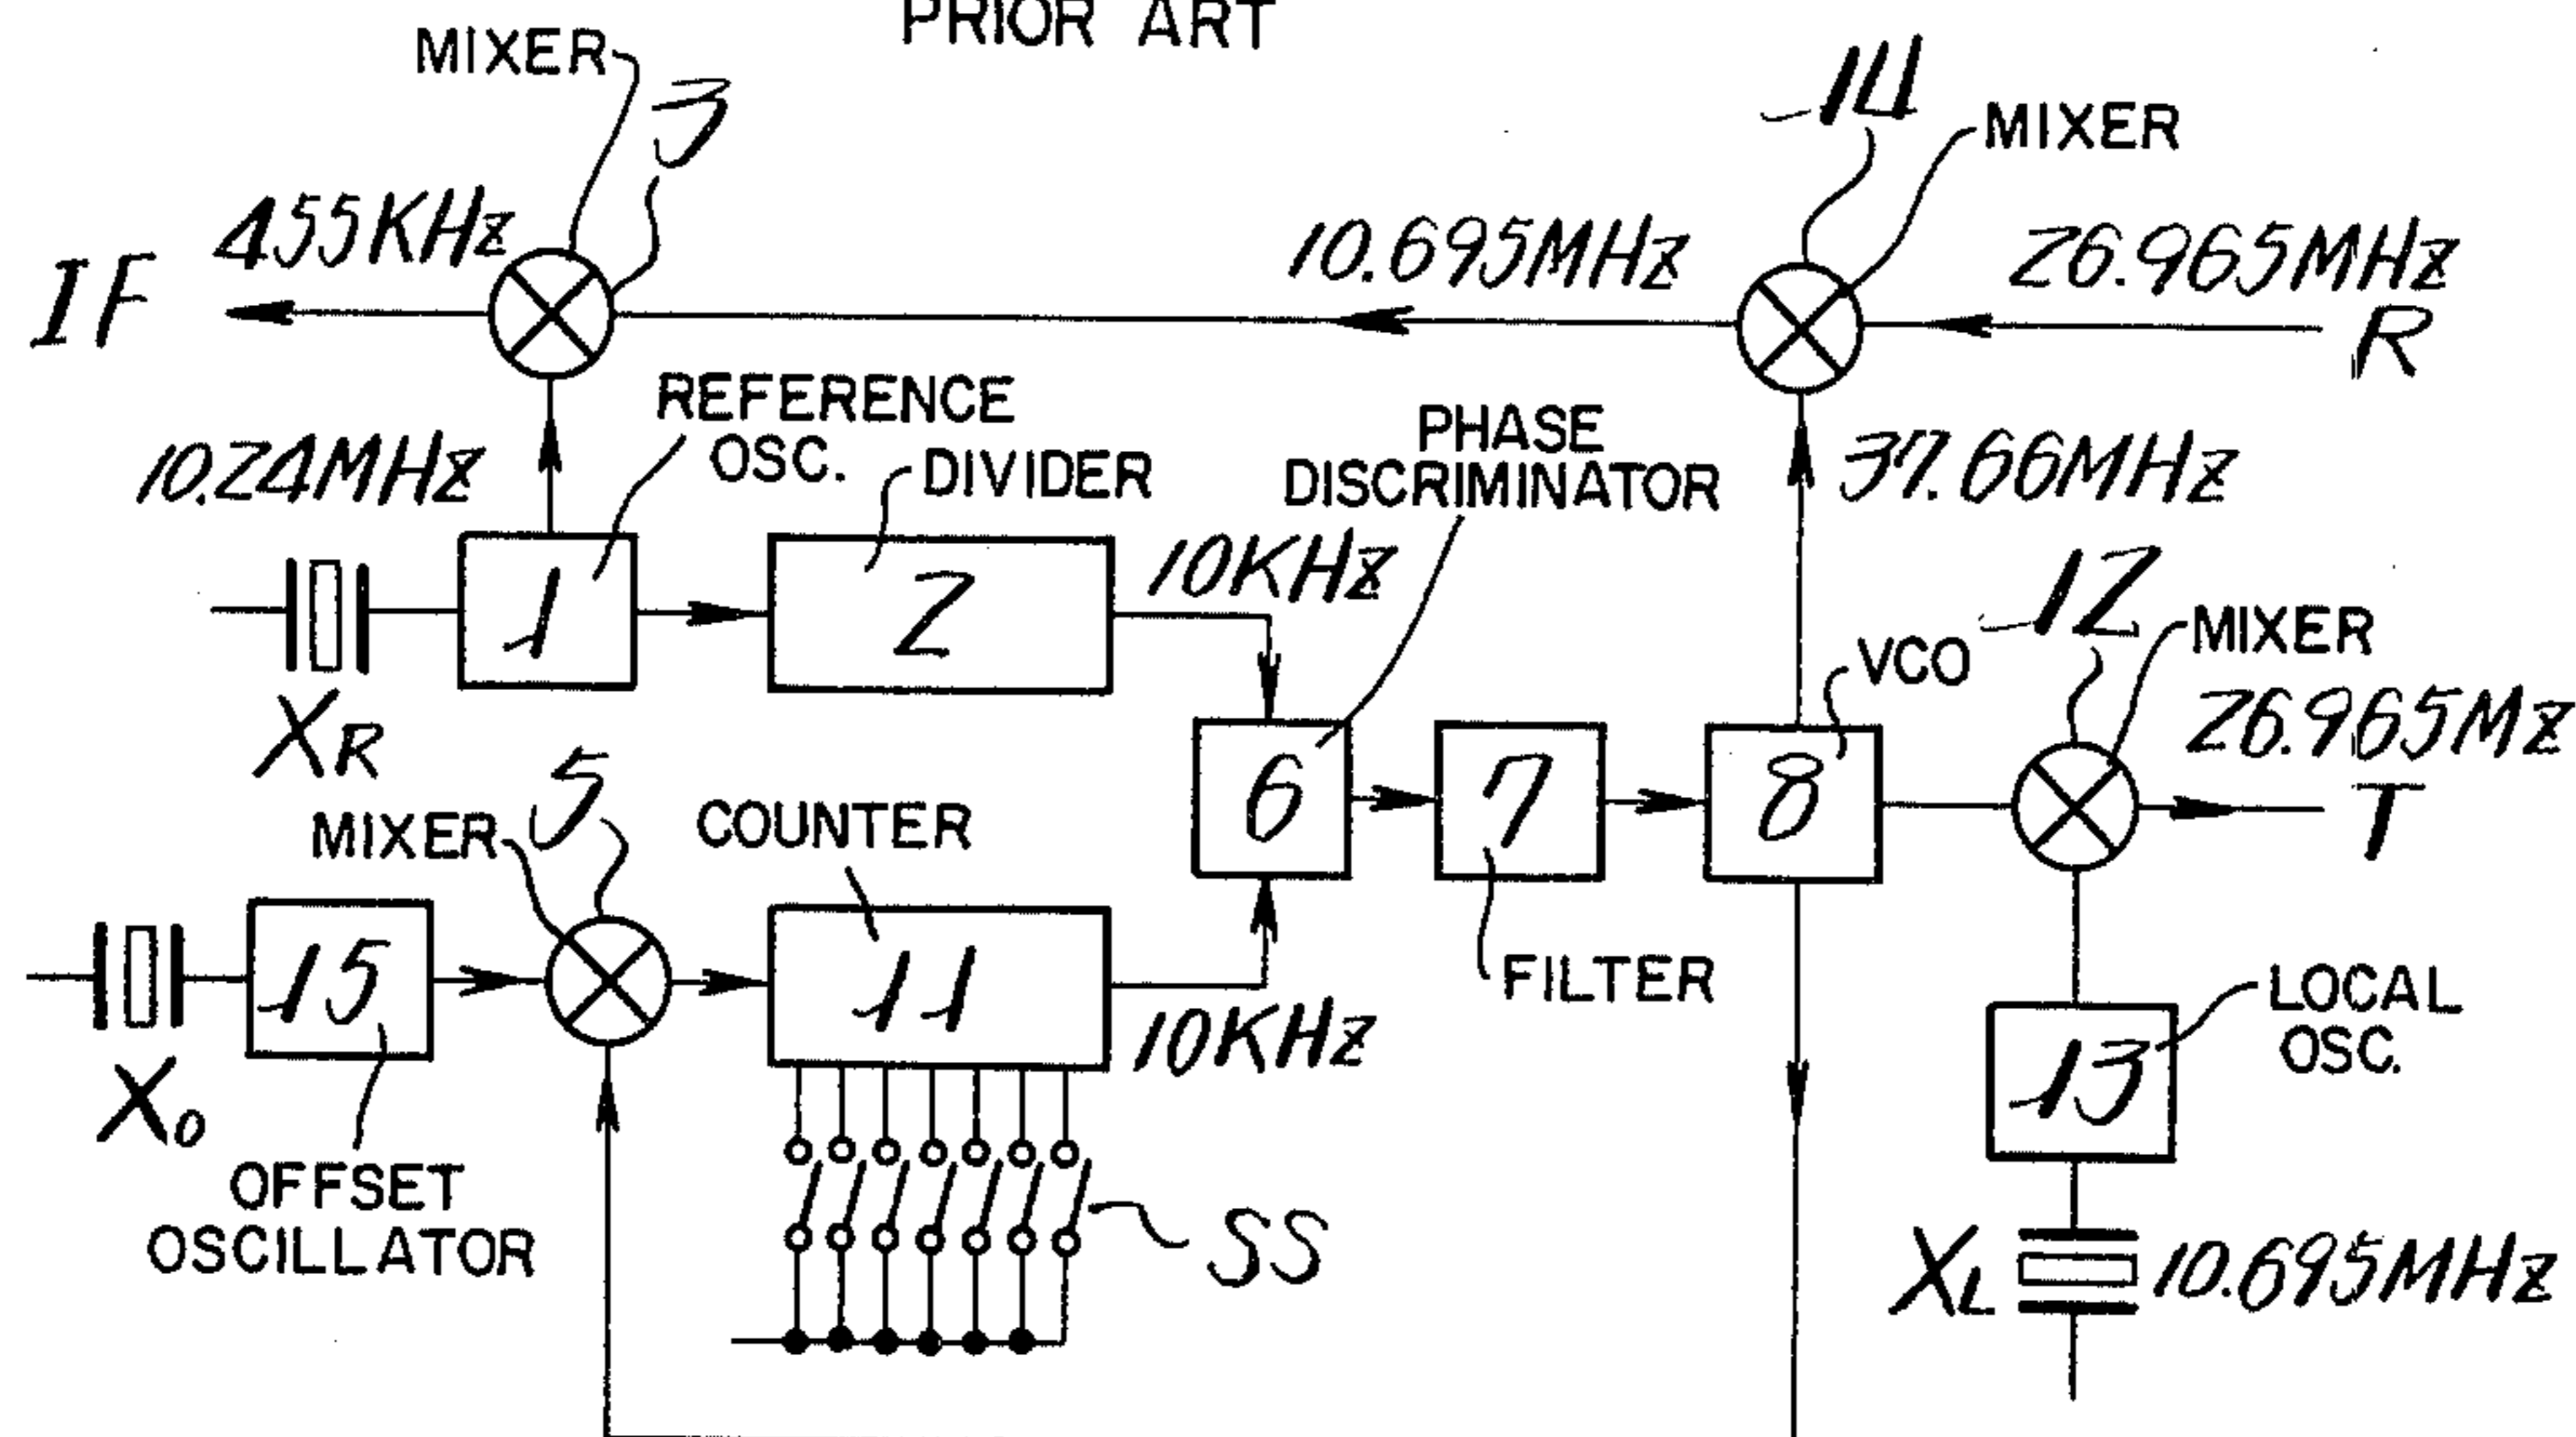 PRIOR ART
MIXER
3
14
MIXER
IF
455KHz
10.695MHz
26.965MHz
R
10.24MHz
REFERENCE
OSC.
DIVIDER
PHASE
DISCRIMINATOR
37.66MHz
1
2
10KHz
XR
12
MIXER
VCO
26.965Mz
6
7
8
T
MIXER
5
COUNTER
15
11
10KHz
FILTER
LOCAL
OSC.
13
XO
OFFSET
OSCILLATOR
SS
XL
10.695MHz